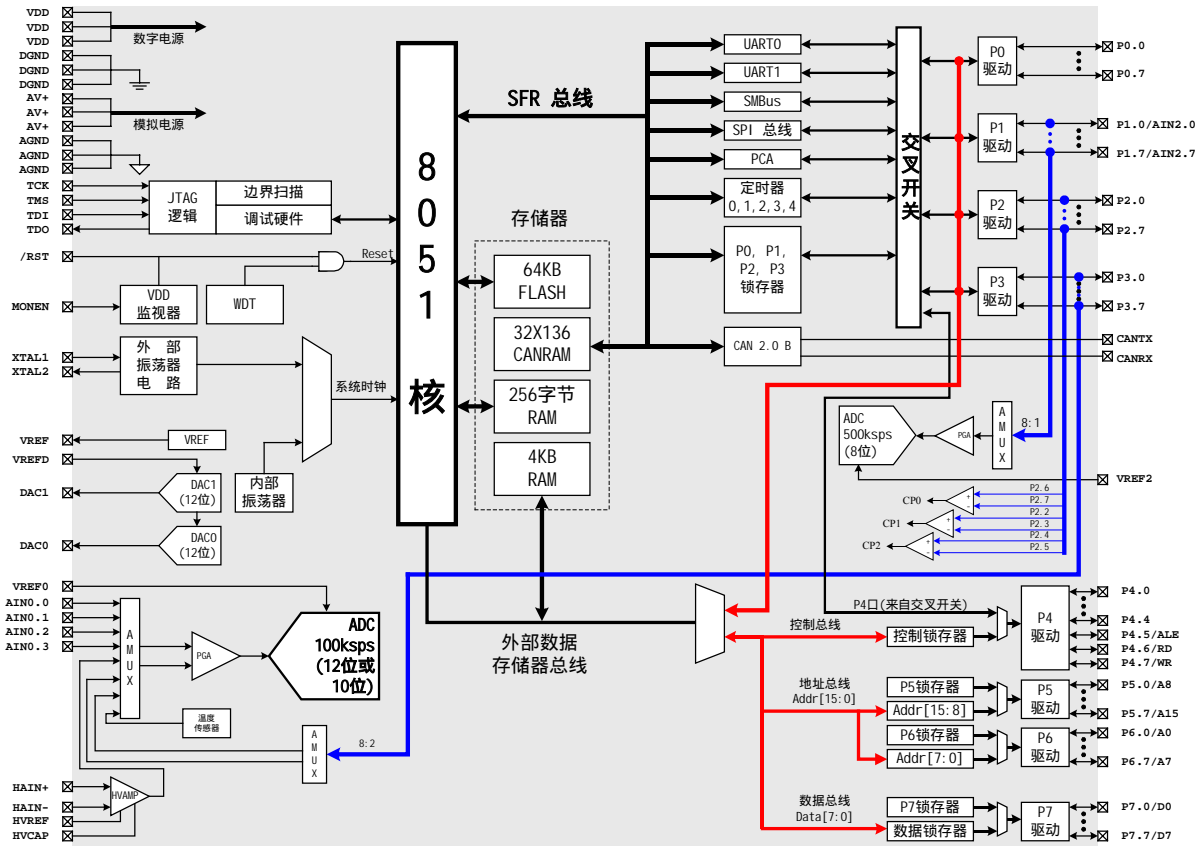 VDD
VDD
VDD
数字电源
DGND
DGND
DGND
AV+
AV+
AV+
模拟电源
AGND
AGND
AGND
TCK
TMS
TDI
TDO
JTAG
逻辑
边界扫描
调试硬件
/RST
Reset
MONEN
VDD
监视器
WDT
XTAL1
XTAL2
外 部
振荡器
电 路
系统时钟
VREF
VREF
VREFD
DAC1
DAC1
(12位)
内部
振荡器
DAC0
DAC0
(12位)
VREF0
AIN0.0
AIN0.1
AIN0.2
AIN0.3
AMUX
PGA
ADC
100ksps
(12位或
10位)
温度
传感器
AMUX
8:2
HAIN+
HAIN-
HVREF
HVCAP
HVAMP
8051核
SFR 总线
存储器
64KB
FLASH
32X136
CANRAM
256字节
RAM
4KB
RAM
外部数据
存储器总线
UART0
UART1
SMBus
SPI 总线
PCA
定时器
0,1,2,3,4
P0, P1,
P2, P3
锁存器
CAN 2.0 B
交叉开关
P0
驱动
P1
驱动
P2
驱动
P3
驱动
P0.0
P0.7
P1.0/AIN2.0
P1.7/AIN2.7
P2.0
P2.7
P3.0
P3.7
CANTX
CANRX
ADC
500ksps
(8位)
PGA
AMUX
8:1
VREF2
CP0
+
-
P2.6
P2.7
CP1
+
-
P2.2
P2.3
CP2
+
-
P2.4
P2.5
P4口(来自交叉开关)
控制总线
控制锁存器
P4
驱动
P4.0
P4.4
P4.5/ALE
P4.6/RD
P4.7/WR
地址总线
Addr[15:0]
P5锁存器
Addr[15:8]
P5
驱动
P5.0/A8
P5.7/A15
P6锁存器
Addr[7:0]
P6
驱动
P6.0/A0
P6.7/A7
数据总线
Data[7:0]
P7锁存器
数据锁存器
P7
驱动
P7.0/D0
P7.7/D7